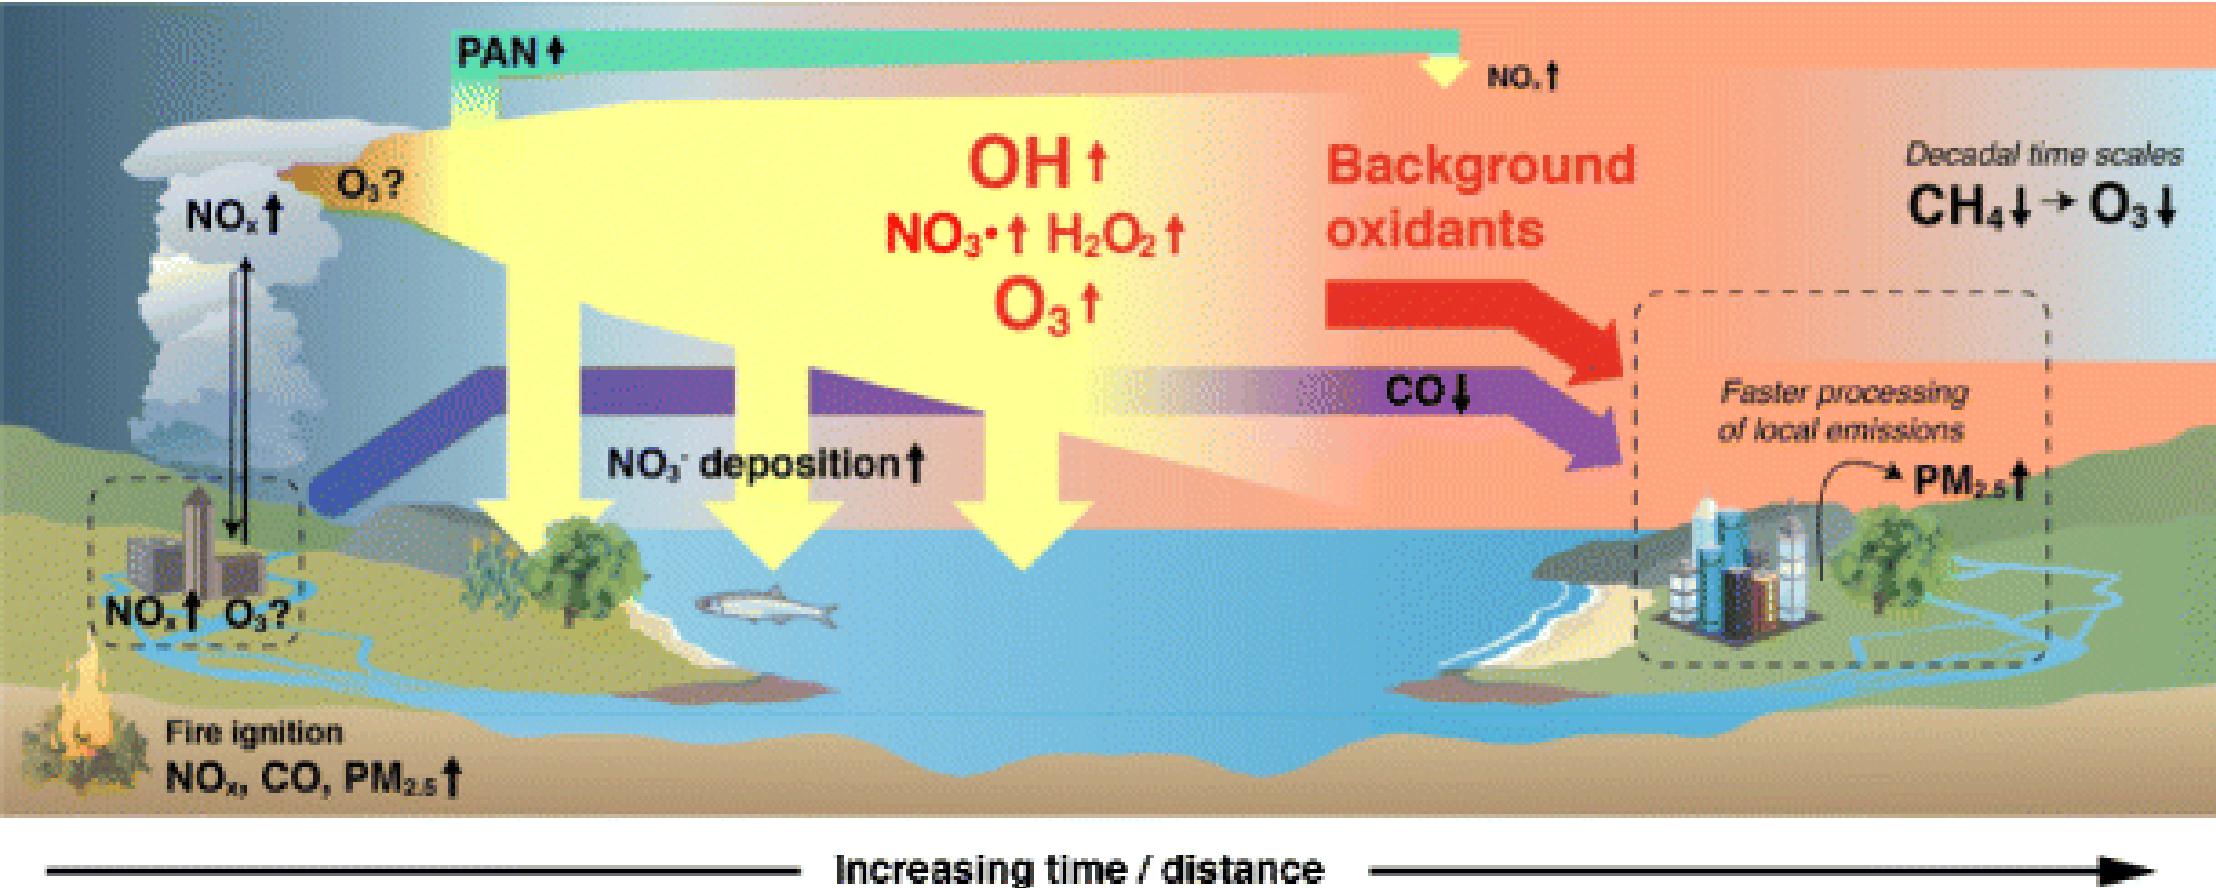 PAN↑
NOₓ↑
Decadal time scales
CH₄↓ → O₃↓
OH↑
NO₃•↑ H₂O₂↑
O₃↑
Background
oxidants
O₃?
NOₓ↑
CO↓
Faster processing
of local emissions
PM₂.₅↑
NO₃⁻ deposition↑
NOₓ↑ O₃?
Fire ignition
NOₓ, CO, PM₂.₅↑
Increasing time / distance